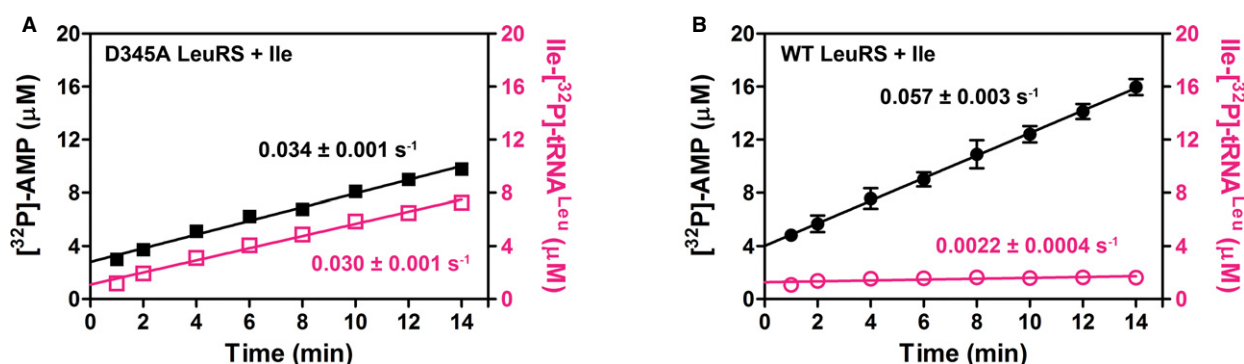 A
D345A LeuRS + Ile
[³²P]-AMP (μM)
20
16
12
8
4
0
0.034 ± 0.001 s⁻¹
0.030 ± 0.001 s⁻¹
20
16
12
8
4
0
Ile-[³²P]-tRNAᴸᵉᵘ (μM)
0 2 4 6 8 10 12 14
Time (min)
B
WT LeuRS + Ile
[³²P]-AMP (μM)
20
16
12
8
4
0
0.057 ± 0.003 s⁻¹
0.0022 ± 0.0004 s⁻¹
20
16
12
8
4
0
Ile-[³²P]-tRNAᴸᵉᵘ (μM)
0 2 4 6 8 10 12 14
Time (min)